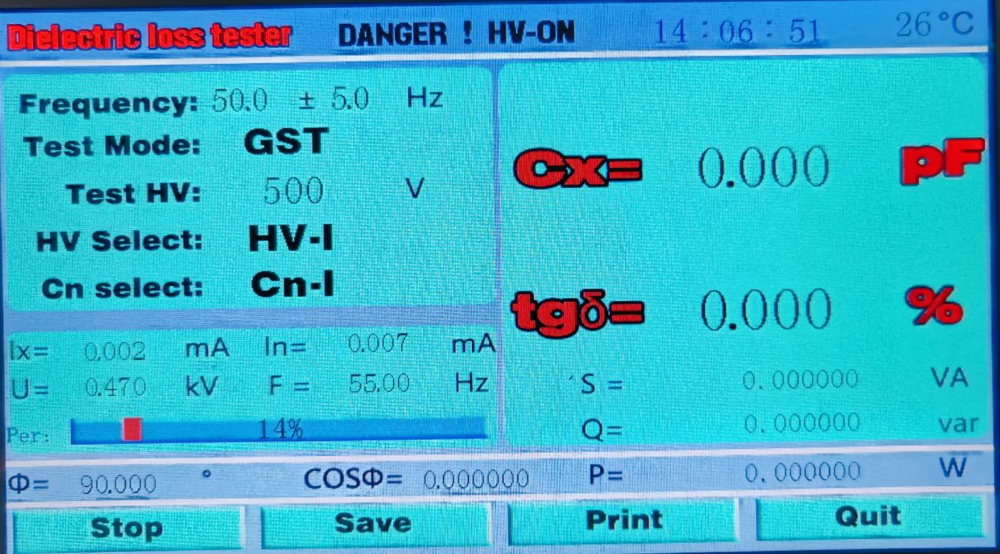 Dielectric loss tester DANGER ! HV-ON 14 : 06 : 51 26 °C
Frequency: 50.0 ± 5.0 Hz
Test Mode: GST
Test HV: 500 V
HV Select: HV-I
Cn select: Cn-I
Cx= 0.000 pF
tgδ= 0.000 %
Ix= 0.002 mA In= 0.007 mA
U= 0.470 kV F = 55.00 Hz
Per: 14%
S = 0.000000 VA
Q= 0.000000 var
Φ= 90.000 ° COSΦ= 0.000000 P= 0.000000 W
Stop Save Print Quit